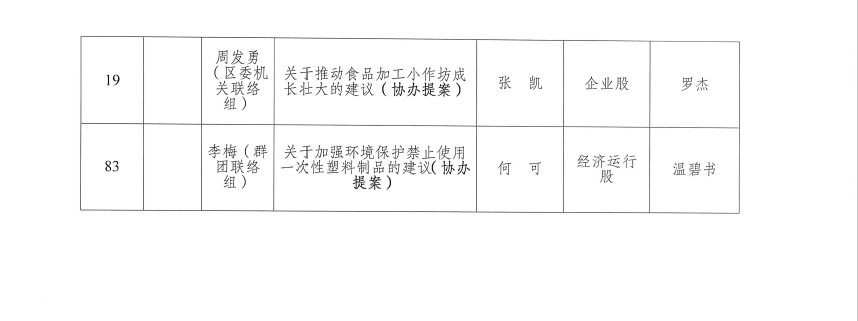 19
周发勇
（区委机
关联络
组）
关于推动食品加工小作坊成
长壮大的建议（协办提案）
张 凯
企业股
罗杰
83
李梅（群
团联络
组）
关于加强环境保护禁止使用
一次性塑料制品的建议（协办
提案）
何 可
经济运行
股
温碧书